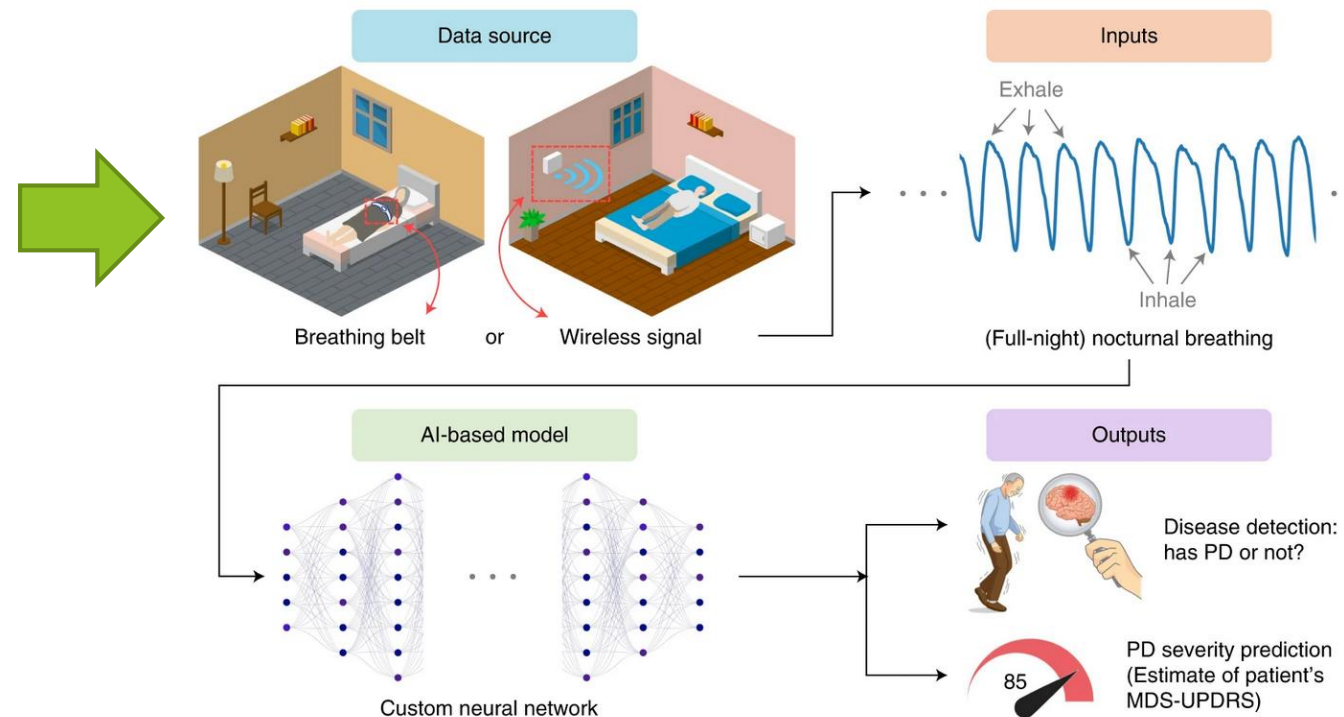 Data source
Inputs
Exhale
Inhale
Breathing belt or Wireless signal
(Full-night) nocturnal breathing
AI-based model
Outputs
Disease detection:
has PD or not?
PD severity prediction
(Estimate of patient's
MDS-UPDRS)
85
Custom neural network